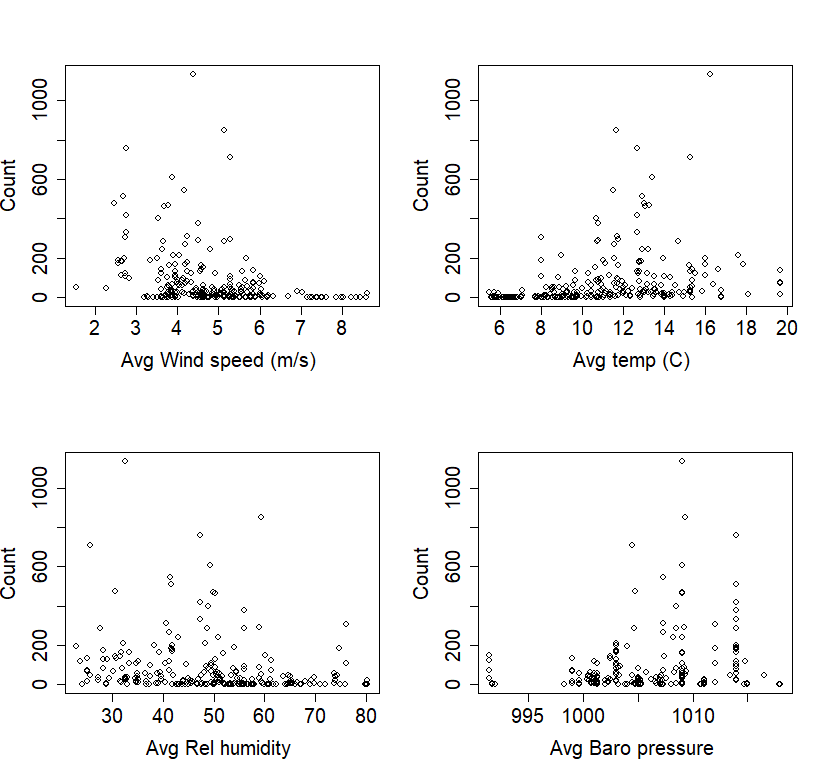 Count
1000
600
200
0
2 3 4 5 6 7 8
Avg Wind speed (m/s)
Count
1000
600
200
0
6 8 10 12 14 16 18 20
Avg temp (C)
Count
1000
600
200
0
30 40 50 60 70 80
Avg Rel humidity
Count
1000
600
200
0
995 1000 1010
Avg Baro pressure